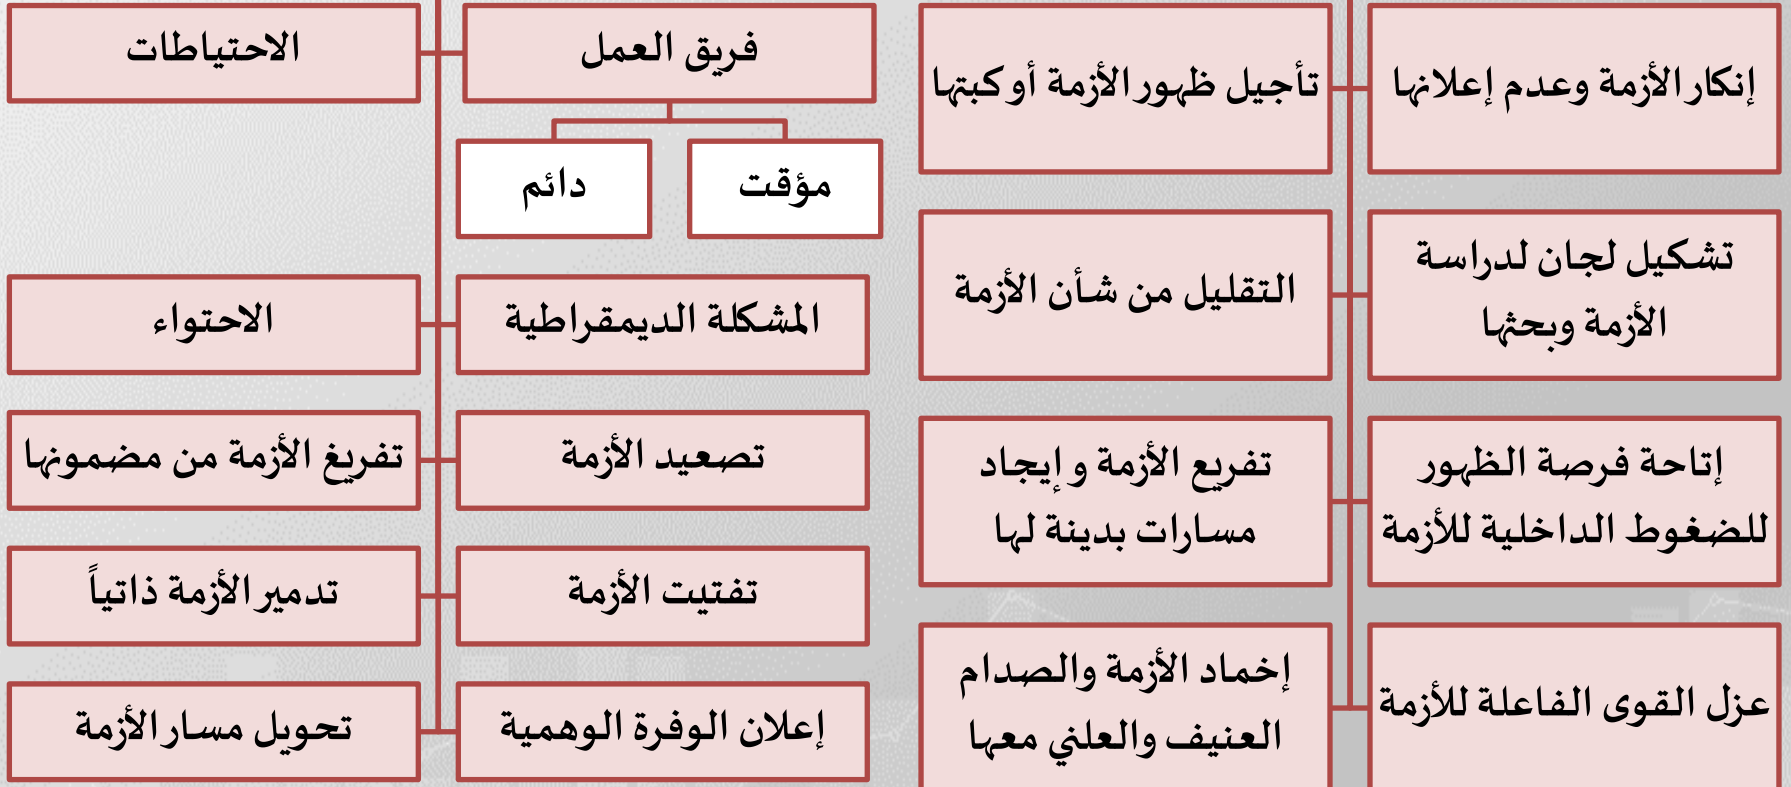 إنكار الأزمة وعدم إعلانها
تأجيل ظهور الأزمة أو كبتها
تشكيل لجان لدراسة
الأزمة وبحثها
التقليل من شأن الأزمة
إتاحة فرصة الظهور
للضغوط الداخلية للأزمة
تفريع الأزمة وإيجاد
مسارات بدينة لها
عزل القوى الفاعلة للأزمة
إخماد الأزمة والصدام
العنيف والعلني معها
فريق العمل
الاحتياطات
مؤقت
دائم
المشكلة الديمقراطية
الاحتواء
تصعيد الأزمة
تفريغ الأزمة من مضمونها
تفتيت الأزمة
تدمير الأزمة ذاتياً
إعلان الوفرة الوهمية
تحويل مسار الأزمة